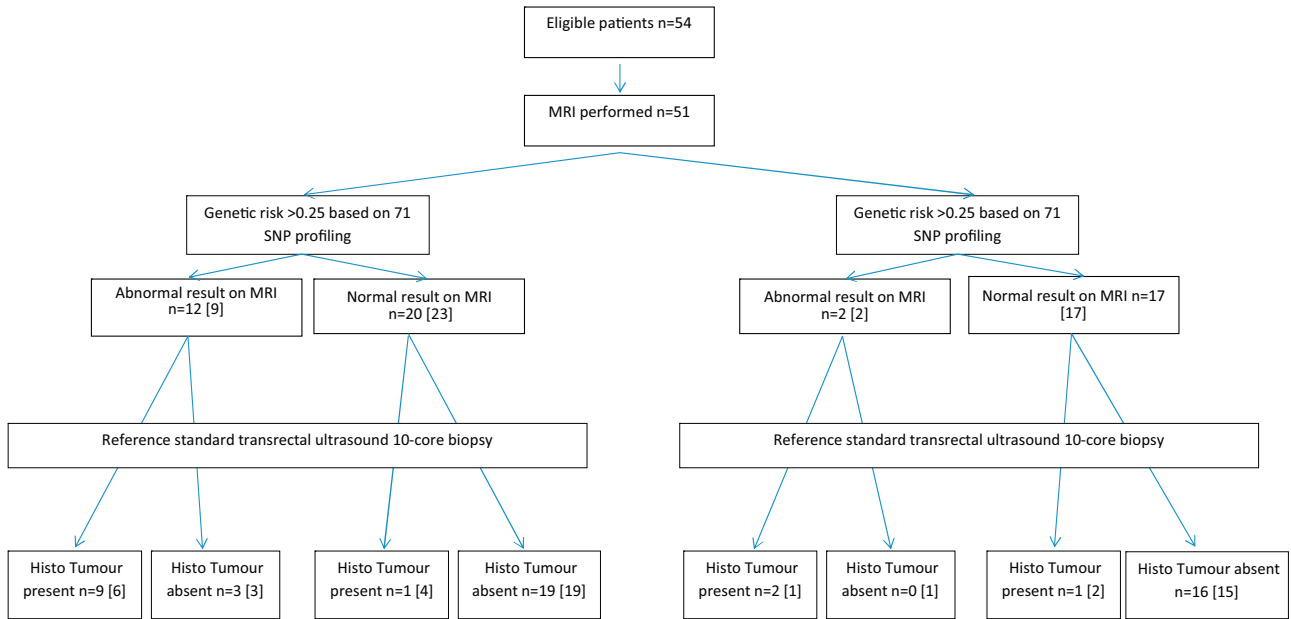 Eligible patients n=54
MRI performed n=51
Genetic risk >0.25 based on 71
SNP profiling
Genetic risk >0.25 based on 71
SNP profiling
Abnormal result on MRI
n=12 [9]
Normal result on MRI
n=20 [23]
Abnormal result on MRI
n=2 [2]
Normal result on MRI n=17
[17]
Reference standard transrectal ultrasound 10-core biopsy
Reference standard transrectal ultrasound 10-core biopsy
Histo Tumour
present n=9 [6]
Histo Tumour
absent n=3 [3]
Histo Tumour
present n=1 [4]
Histo Tumour
absent n=19 [19]
Histo Tumour
present n=2 [1]
Histo Tumour
absent n=0 [1]
Histo Tumour
present n=1 [2]
Histo Tumour absent
n=16 [15]